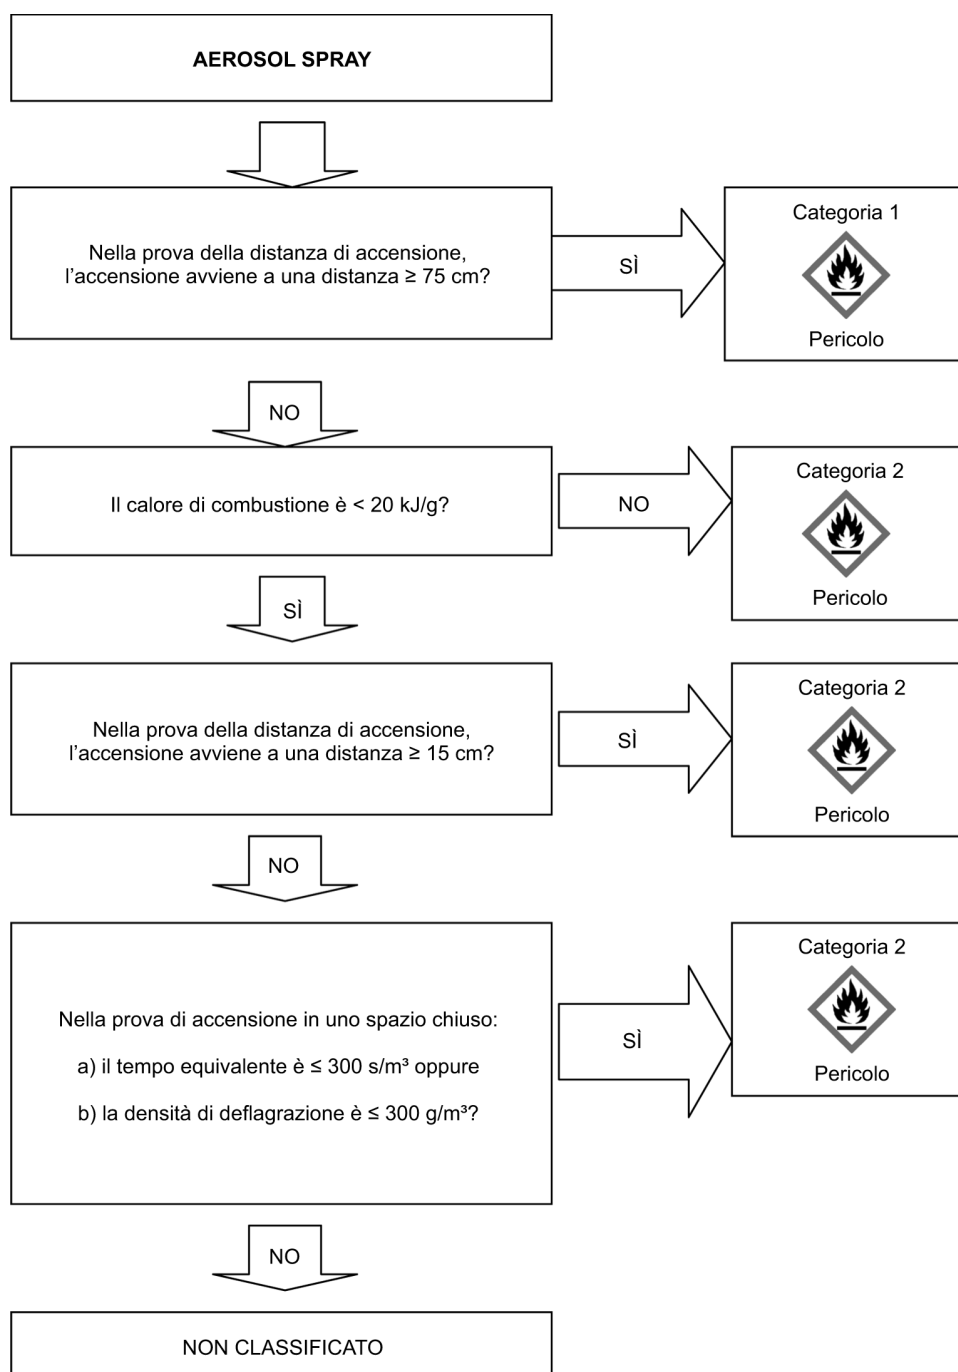 AEROSOL SPRAY
Nella prova della distanza di accensione,
l’accensione avviene a una distanza ≥ 75 cm?
SÌ
Categoria 1
Pericolo
NO
Il calore di combustione è < 20 kJ/g?
NO
Categoria 2
Pericolo
SÌ
Nella prova della distanza di accensione,
l’accensione avviene a una distanza ≥ 15 cm?
SÌ
Categoria 2
Pericolo
NO
Nella prova di accensione in uno spazio chiuso:
a) il tempo equivalente è ≤ 300 s/m³ oppure
b) la densità di deflagrazione è ≤ 300 g/m³?
SÌ
Categoria 2
Pericolo
NO
NON CLASSIFICATO